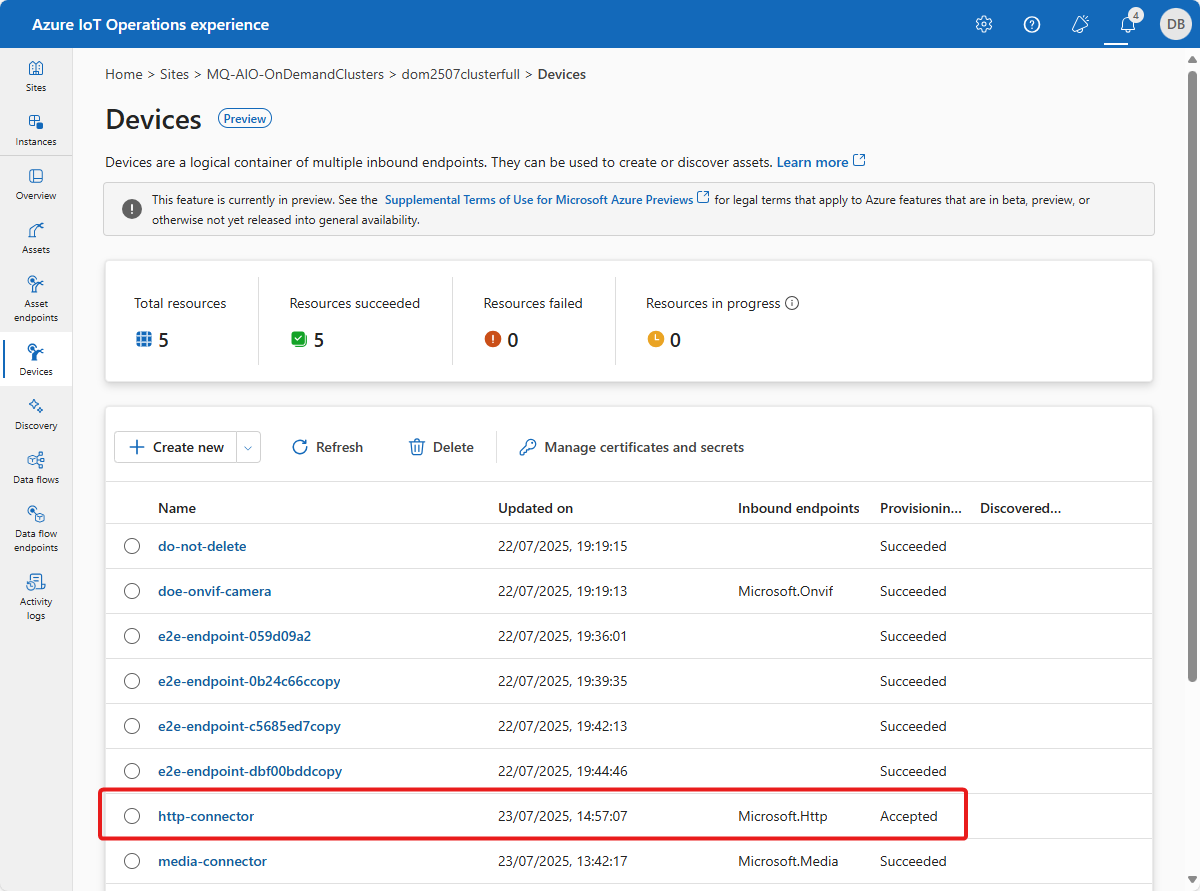 Azure IoT Operations experience
4
DB
Sites
Instances
Overview
Assets
Asset
endpoints
Devices
Discovery
Data flows
Data flow
endpoints
Activity
logs
Home > Sites > MQ-AIO-OnDemandClusters > dom2507clusterfull > Devices
Devices Preview
Devices are a logical container of multiple inbound endpoints. They can be used to create or discover assets. Learn more
This feature is currently in preview. See the Supplemental Terms of Use for Microsoft Azure Previews for legal terms that apply to Azure features that are in beta, preview, or
otherwise not yet released into general availability.
Total resources Resources succeeded Resources failed Resources in progress
5 5 0 0
Create new Refresh Delete Manage certificates and secrets
Name Updated on Inbound endpoints Provisionin... Discovered...
do-not-delete 22/07/2025, 19:19:15 Succeeded
doe-onvif-camera 22/07/2025, 19:19:13 Microsoft.Onvif Succeeded
e2e-endpoint-059d09a2 22/07/2025, 19:36:01 Succeeded
e2e-endpoint-0b24c66ccopy 22/07/2025, 19:39:35 Succeeded
e2e-endpoint-c5685ed7copy 22/07/2025, 19:42:13 Succeeded
e2e-endpoint-dbf00bddcopy 22/07/2025, 19:44:46 Succeeded
http-connector 23/07/2025, 14:57:07 Microsoft.Http Accepted
media-connector 23/07/2025, 13:42:17 Microsoft.Media Succeeded